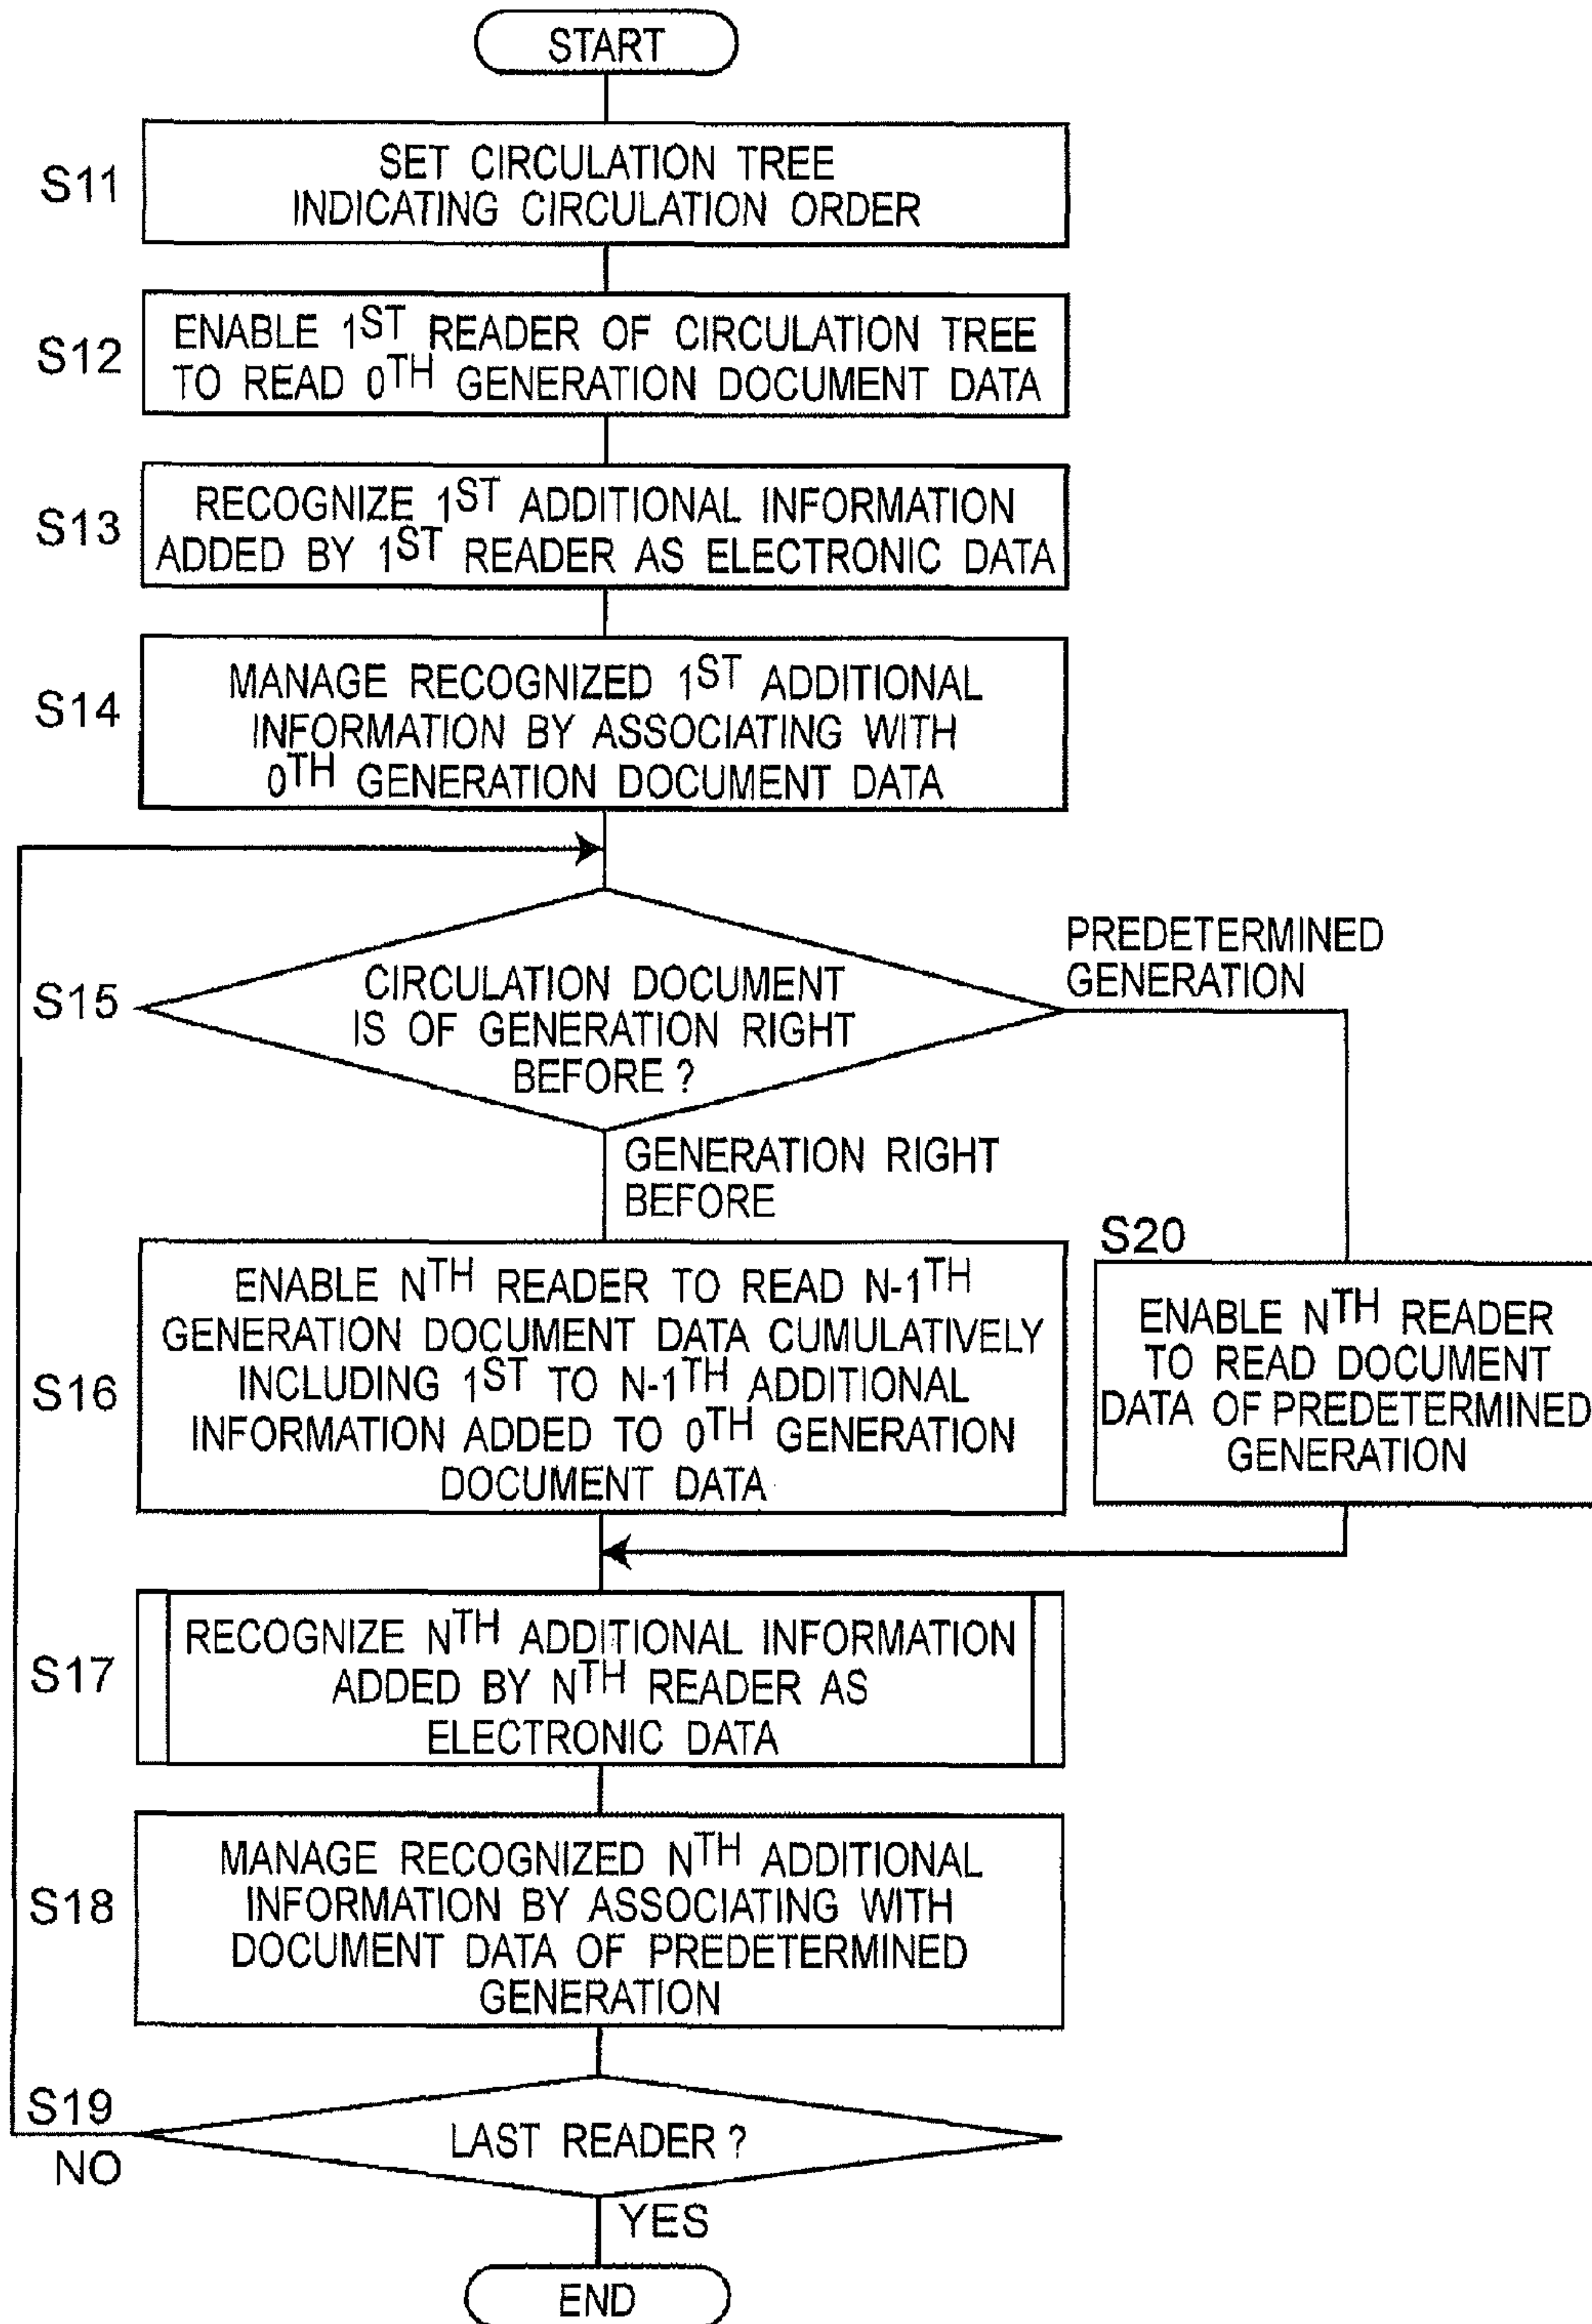 START
S11
SET CIRCULATION TREE
INDICATING CIRCULATION ORDER
S12
ENABLE 1ST READER OF CIRCULATION TREE
TO READ 0TH GENERATION DOCUMENT DATA
S13
RECOGNIZE 1ST ADDITIONAL INFORMATION
ADDED BY 1ST READER AS ELECTRONIC DATA
S14
MANAGE RECOGNIZED 1ST ADDITIONAL
INFORMATION BY ASSOCIATING WITH
0TH GENERATION DOCUMENT DATA
S15
CIRCULATION DOCUMENT
IS OF GENERATION RIGHT
BEFORE ?
PREDETERMINED
GENERATION
GENERATION RIGHT
BEFORE
S16
ENABLE NTH READER TO READ N-1TH
GENERATION DOCUMENT DATA CUMULATIVELY
INCLUDING 1ST TO N-1TH ADDITIONAL
INFORMATION ADDED TO 0TH GENERATION
DOCUMENT DATA
S20
ENABLE NTH READER
TO READ DOCUMENT
DATA OF PREDETERMINED
GENERATION
S17
RECOGNIZE NTH ADDITIONAL INFORMATION
ADDED BY NTH READER AS
ELECTRONIC DATA
S18
MANAGE RECOGNIZED NTH ADDITIONAL
INFORMATION BY ASSOCIATING WITH
DOCUMENT DATA OF PREDETERMINED
GENERATION
S19
LAST READER ?
NO
YES
END